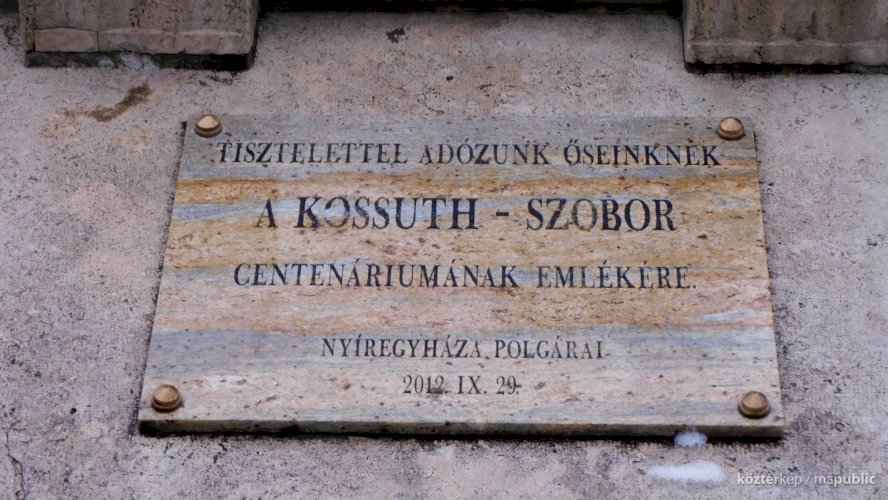 TISZTELETTEL ADÓZUNK ŐSEINKNEK
A KOSSUTH - SZOBOR
CENTENÁRIUMÁNAK EMLÉKÉRE.
NYÍREGYHÁZA POLGÁRAI
2012. IX. 29.
köztérkép / mapublic